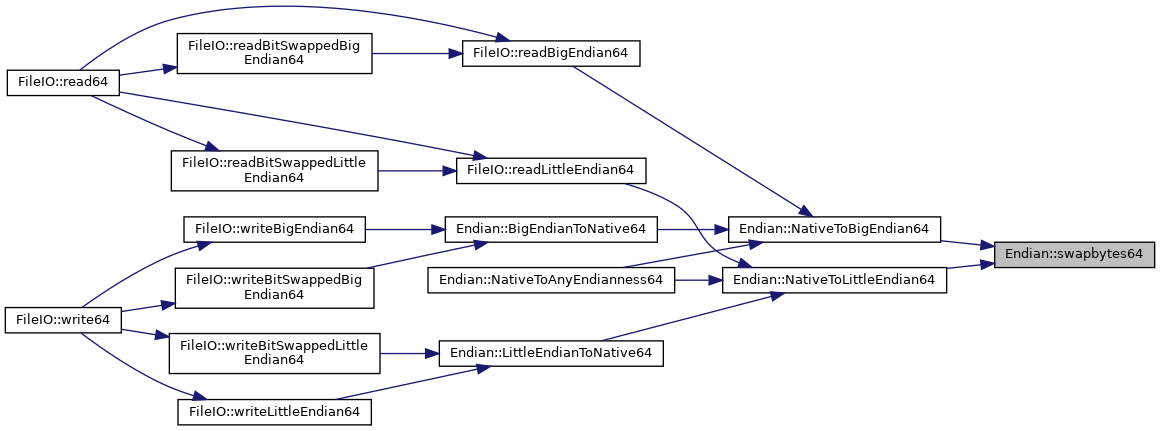 FileIO::readBitSwappedBig
Endian64
FileIO::readBigEndian64
FileIO::read64
FileIO::readBitSwappedLittle
Endian64
FileIO::readLittleEndian64
FileIO::writeBigEndian64
Endian::BigEndianToNative64
Endian::NativeToBigEndian64
Endian::swapbytes64
FileIO::writeBitSwappedBig
Endian64
Endian::NativeToAnyEndianness64
Endian::NativeToLittleEndian64
FileIO::write64
FileIO::writeBitSwappedLittle
Endian64
Endian::LittleEndianToNative64
FileIO::writeLittleEndian64